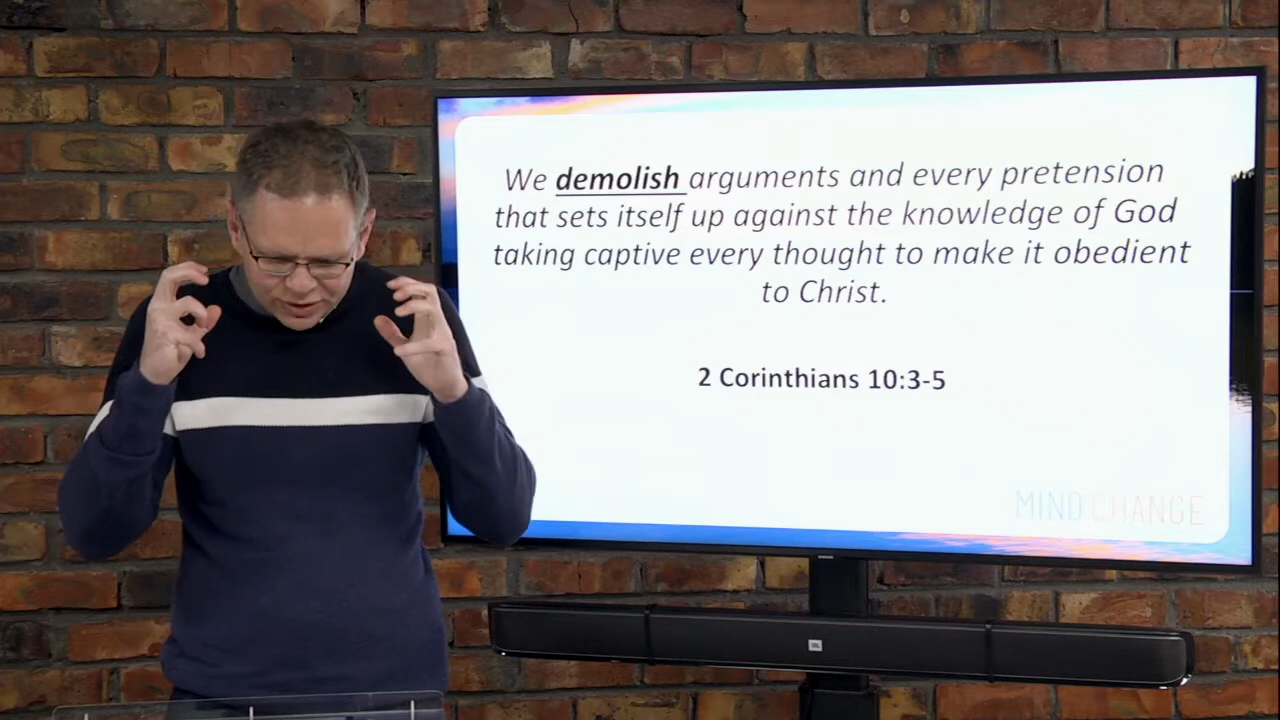 We demolish arguments and every pretension
that sets itself up against the knowledge of God
taking captive every thought to make it obedient
to Christ.
2 Corinthians 10:3-5
MIND CHANGE
SAMSUNG
JBL